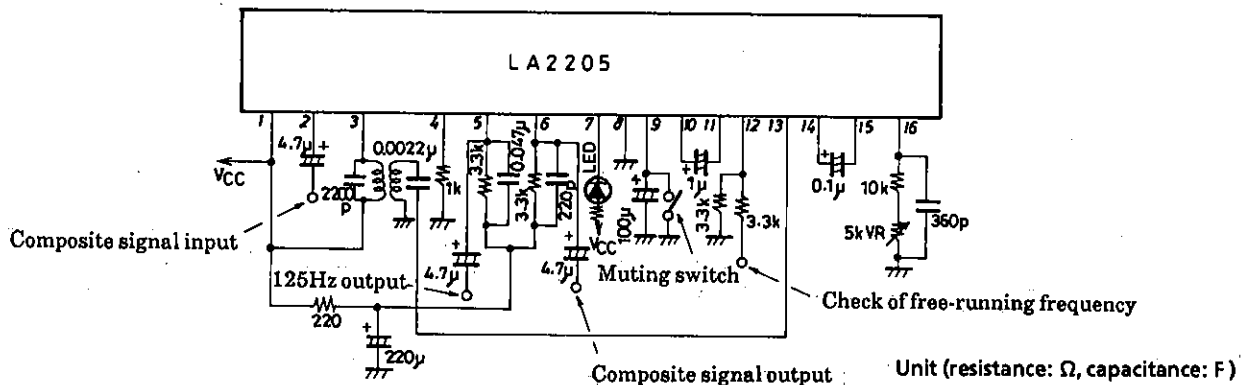 LA2205
1 2 3 4 5 6 7 8 9 10 11 12 13 14 15 16
4.7μ +
0.0022μ
3.3k
0.047μ
LED
VCC
2200
p
1k
3.3k
220p
+
100μ
+
1μ
3.3k
3.3k
+
0.1μ
10k
5kVR
360p
VCC
Composite signal input
+
4.7μ
+
4.7μ
Muting switch
125Hz output
Check of free-running frequency
220
+
220μ
Composite signal output
Unit (resistance: Ω, capacitance: F)